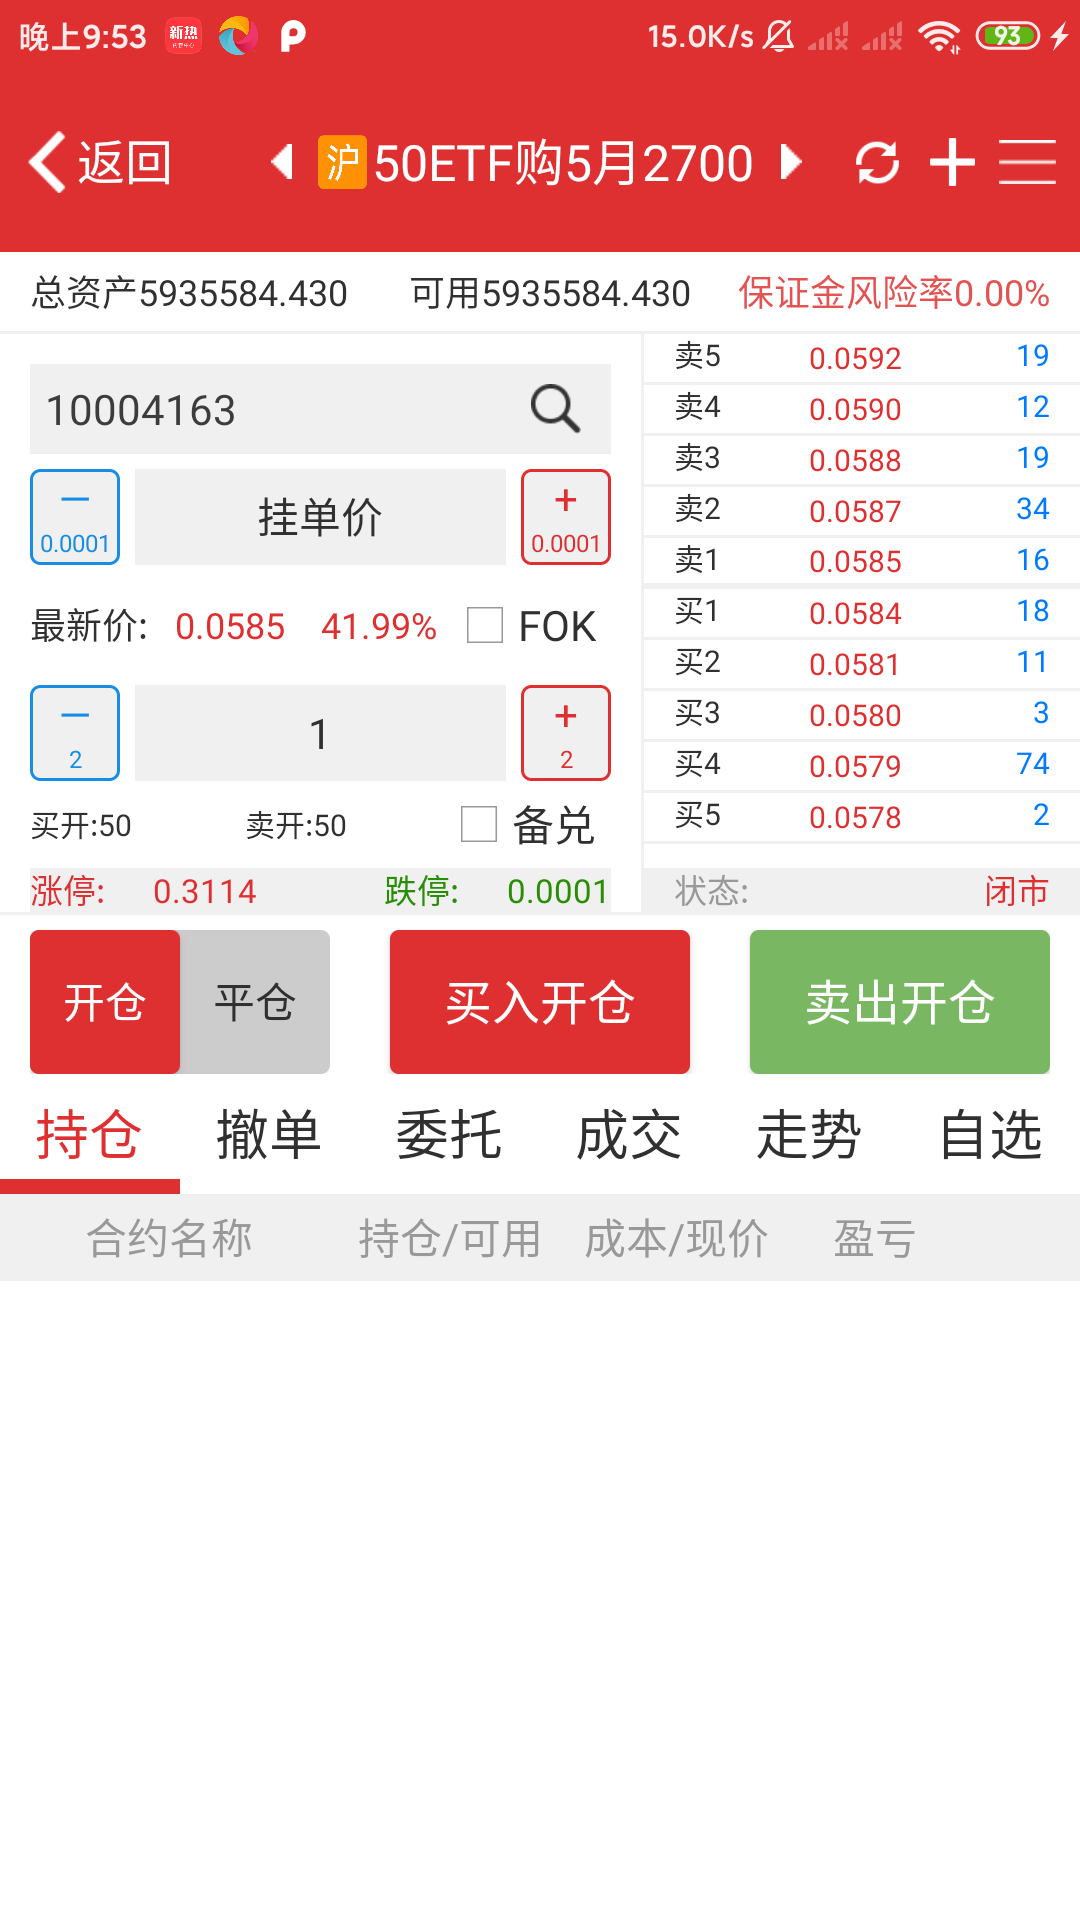 晚上9:53 新热 15.0K/s 93
返回 沪 50ETF购5月2700
总资产5935584.430 可用5935584.430 保证金风险率0.00%
10004163
— 0.0001 挂单价 + 0.0001
最新价: 0.0585 41.99% FOK
— 2 1 + 2
买开:50 卖开:50 备兑
涨停: 0.3114 跌停: 0.0001
卖5 0.0592 19
卖4 0.0590 12
卖3 0.0588 19
卖2 0.0587 34
卖1 0.0585 16
买1 0.0584 18
买2 0.0581 11
买3 0.0580 3
买4 0.0579 74
买5 0.0578 2
状态: 闭市
开仓 平仓 买入开仓 卖出开仓
持仓 撤单 委托 成交 走势 自选
合约名称 持仓/可用 成本/现价 盈亏